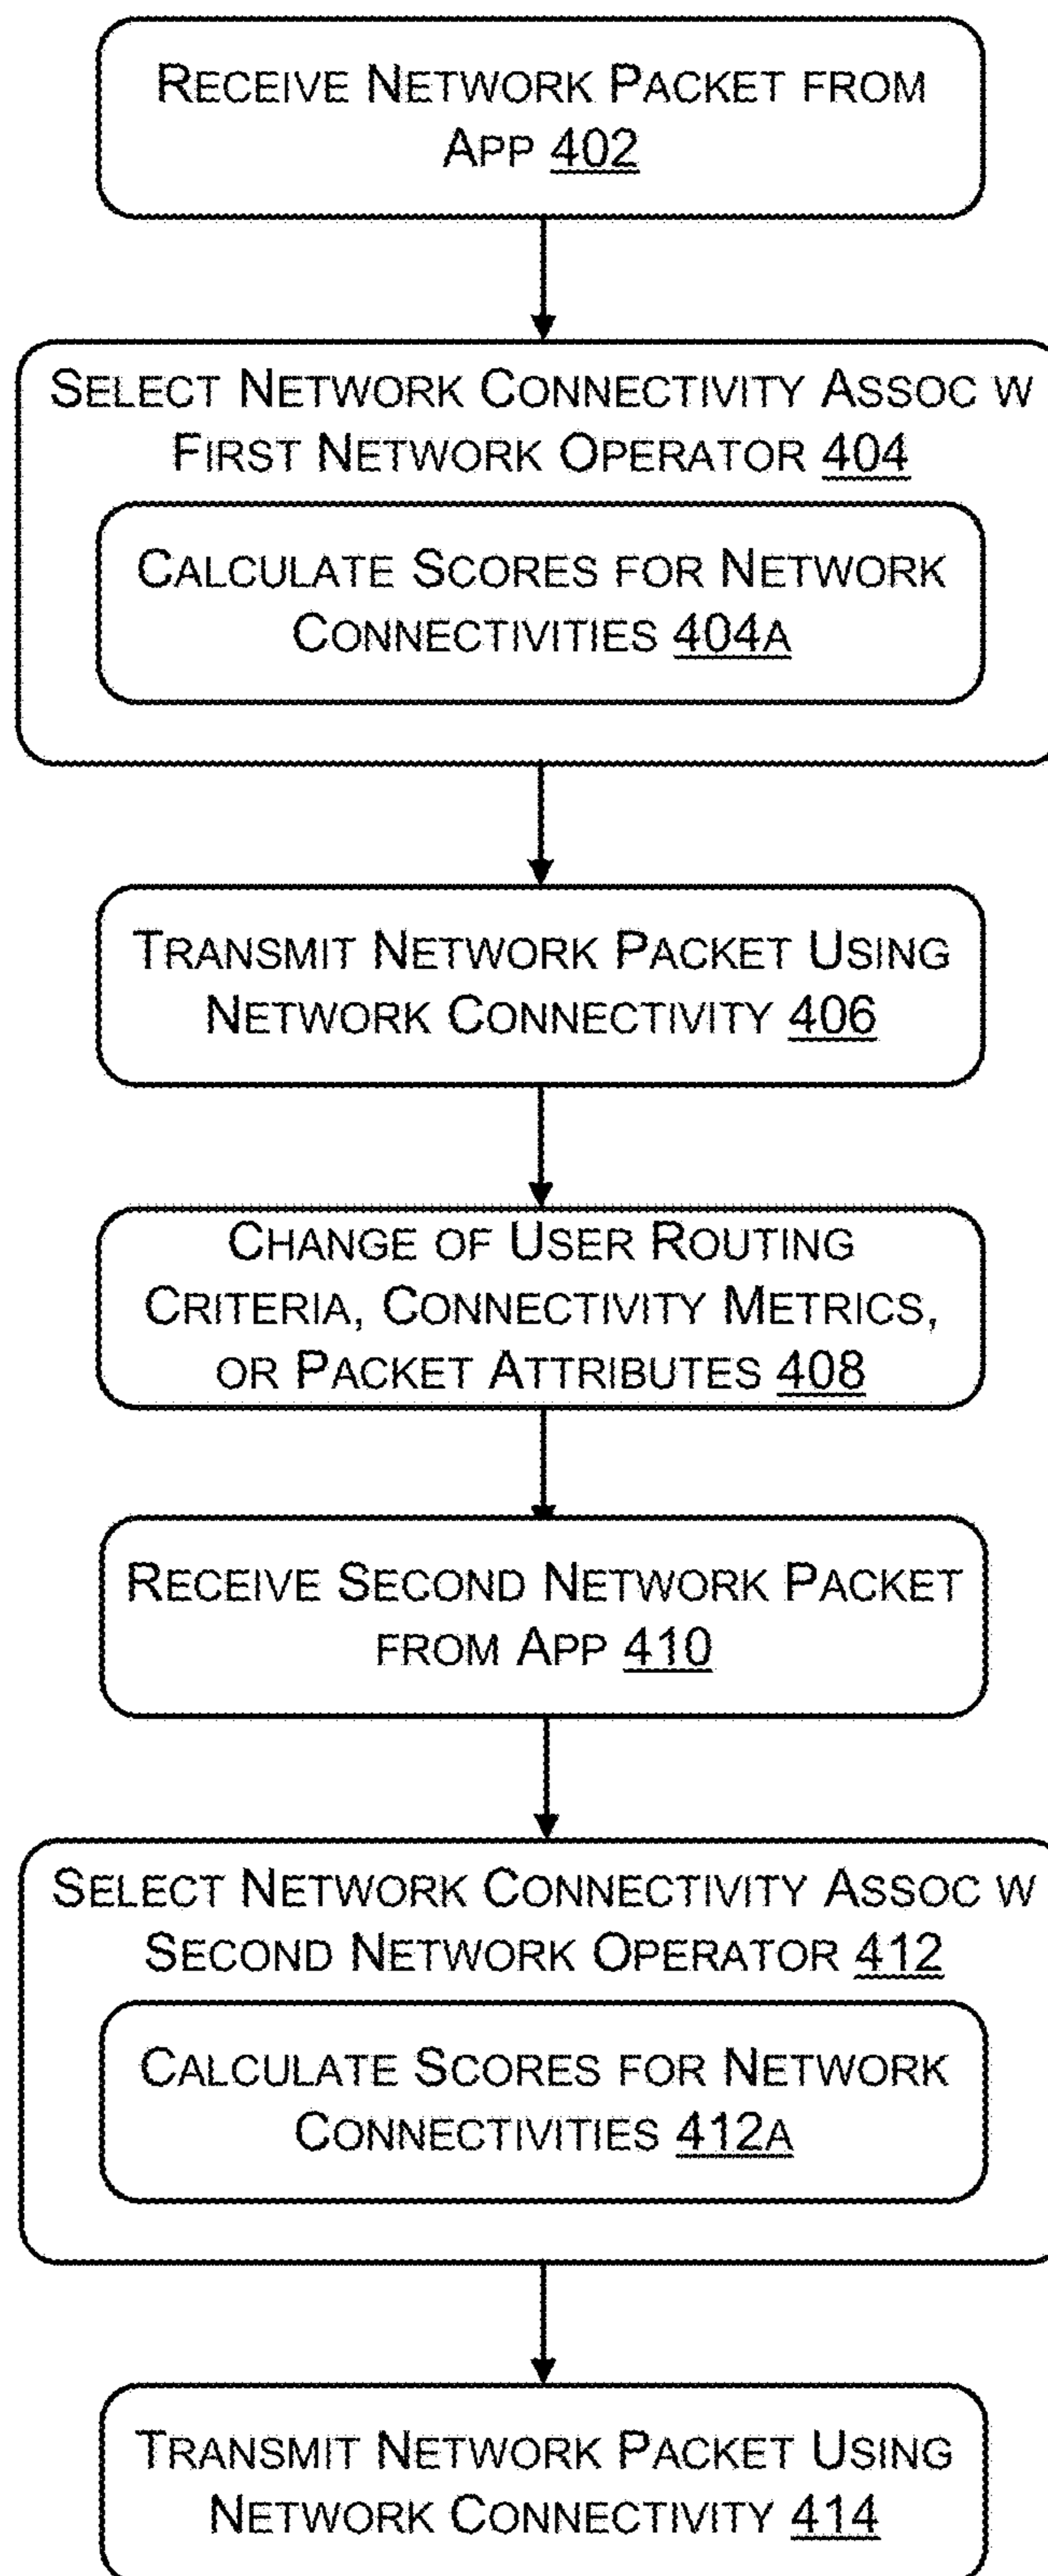 RECEIVE NETWORK PACKET FROM
APP 402
SELECT NETWORK CONNECTIVITY ASSOC W
FIRST NETWORK OPERATOR 404
CALCULATE SCORES FOR NETWORK
CONNECTIVITIES 404A
TRANSMIT NETWORK PACKET USING
NETWORK CONNECTIVITY 406
CHANGE OF USER ROUTING
CRITERIA, CONNECTIVITY METRICS,
OR PACKET ATTRIBUTES 408
RECEIVE SECOND NETWORK PACKET
FROM APP 410
SELECT NETWORK CONNECTIVITY ASSOC W
SECOND NETWORK OPERATOR 412
CALCULATE SCORES FOR NETWORK
CONNECTIVITIES 412A
TRANSMIT NETWORK PACKET USING
NETWORK CONNECTIVITY 414